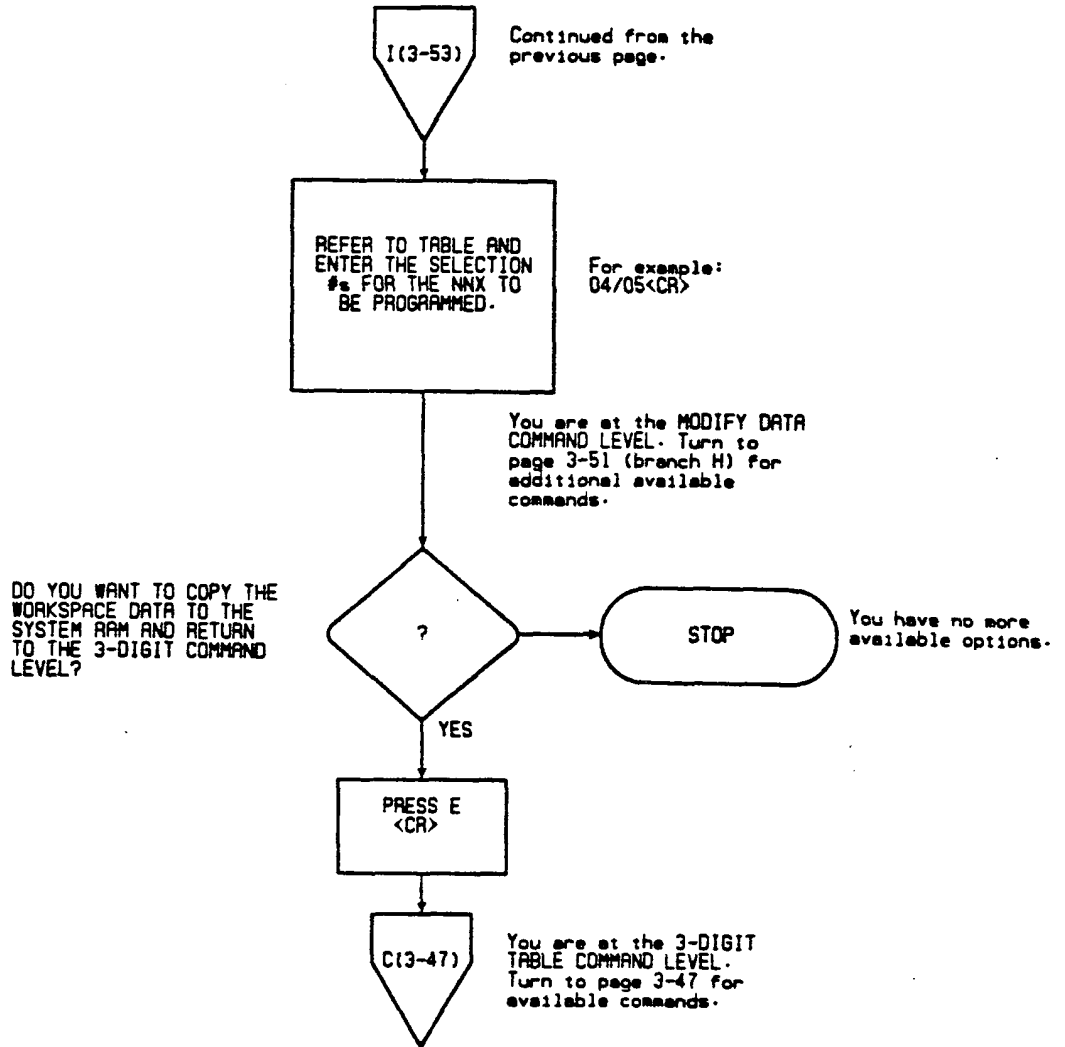 I(3-53)
Continued from the
previous page.
REFER TO TABLE AND
ENTER THE SELECTION
#s FOR THE NNX TO
BE PROGRAMMED.
For example:
04/05<CR>
You are at the MODIFY DATA
COMMAND LEVEL. Turn to
page 3-51 (branch H) for
additional available
commands.
DO YOU WANT TO COPY THE
WORKSPACE DATA TO THE
SYSTEM RAM AND RETURN
TO THE 3-DIGIT COMMAND
LEVEL?
?
STOP
You have no more
available options.
YES
PRESS E
<CR>
C(3-47)
You are at the 3-DIGIT
TABLE COMMAND LEVEL.
Turn to page 3-47 for
available commands.